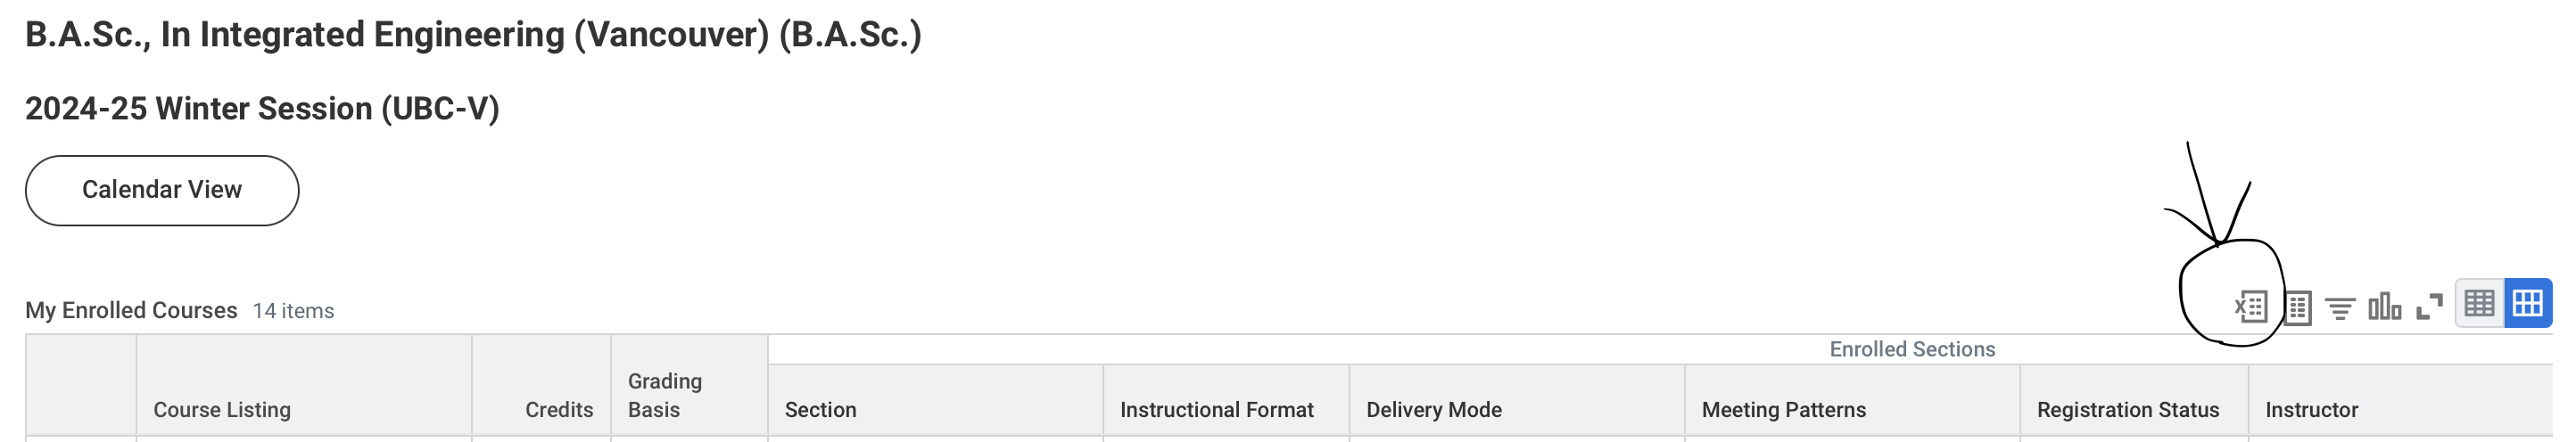 B.A.Sc., In Integrated Engineering (Vancouver) (B.A.Sc.)
2024-25 Winter Session (UBC-V)
Calendar View
My Enrolled Courses 14 items
Enrolled Sections
Course Listing
Credits
Grading
Basis
Section
Instructional Format
Delivery Mode
Meeting Patterns
Registration Status
Instructor